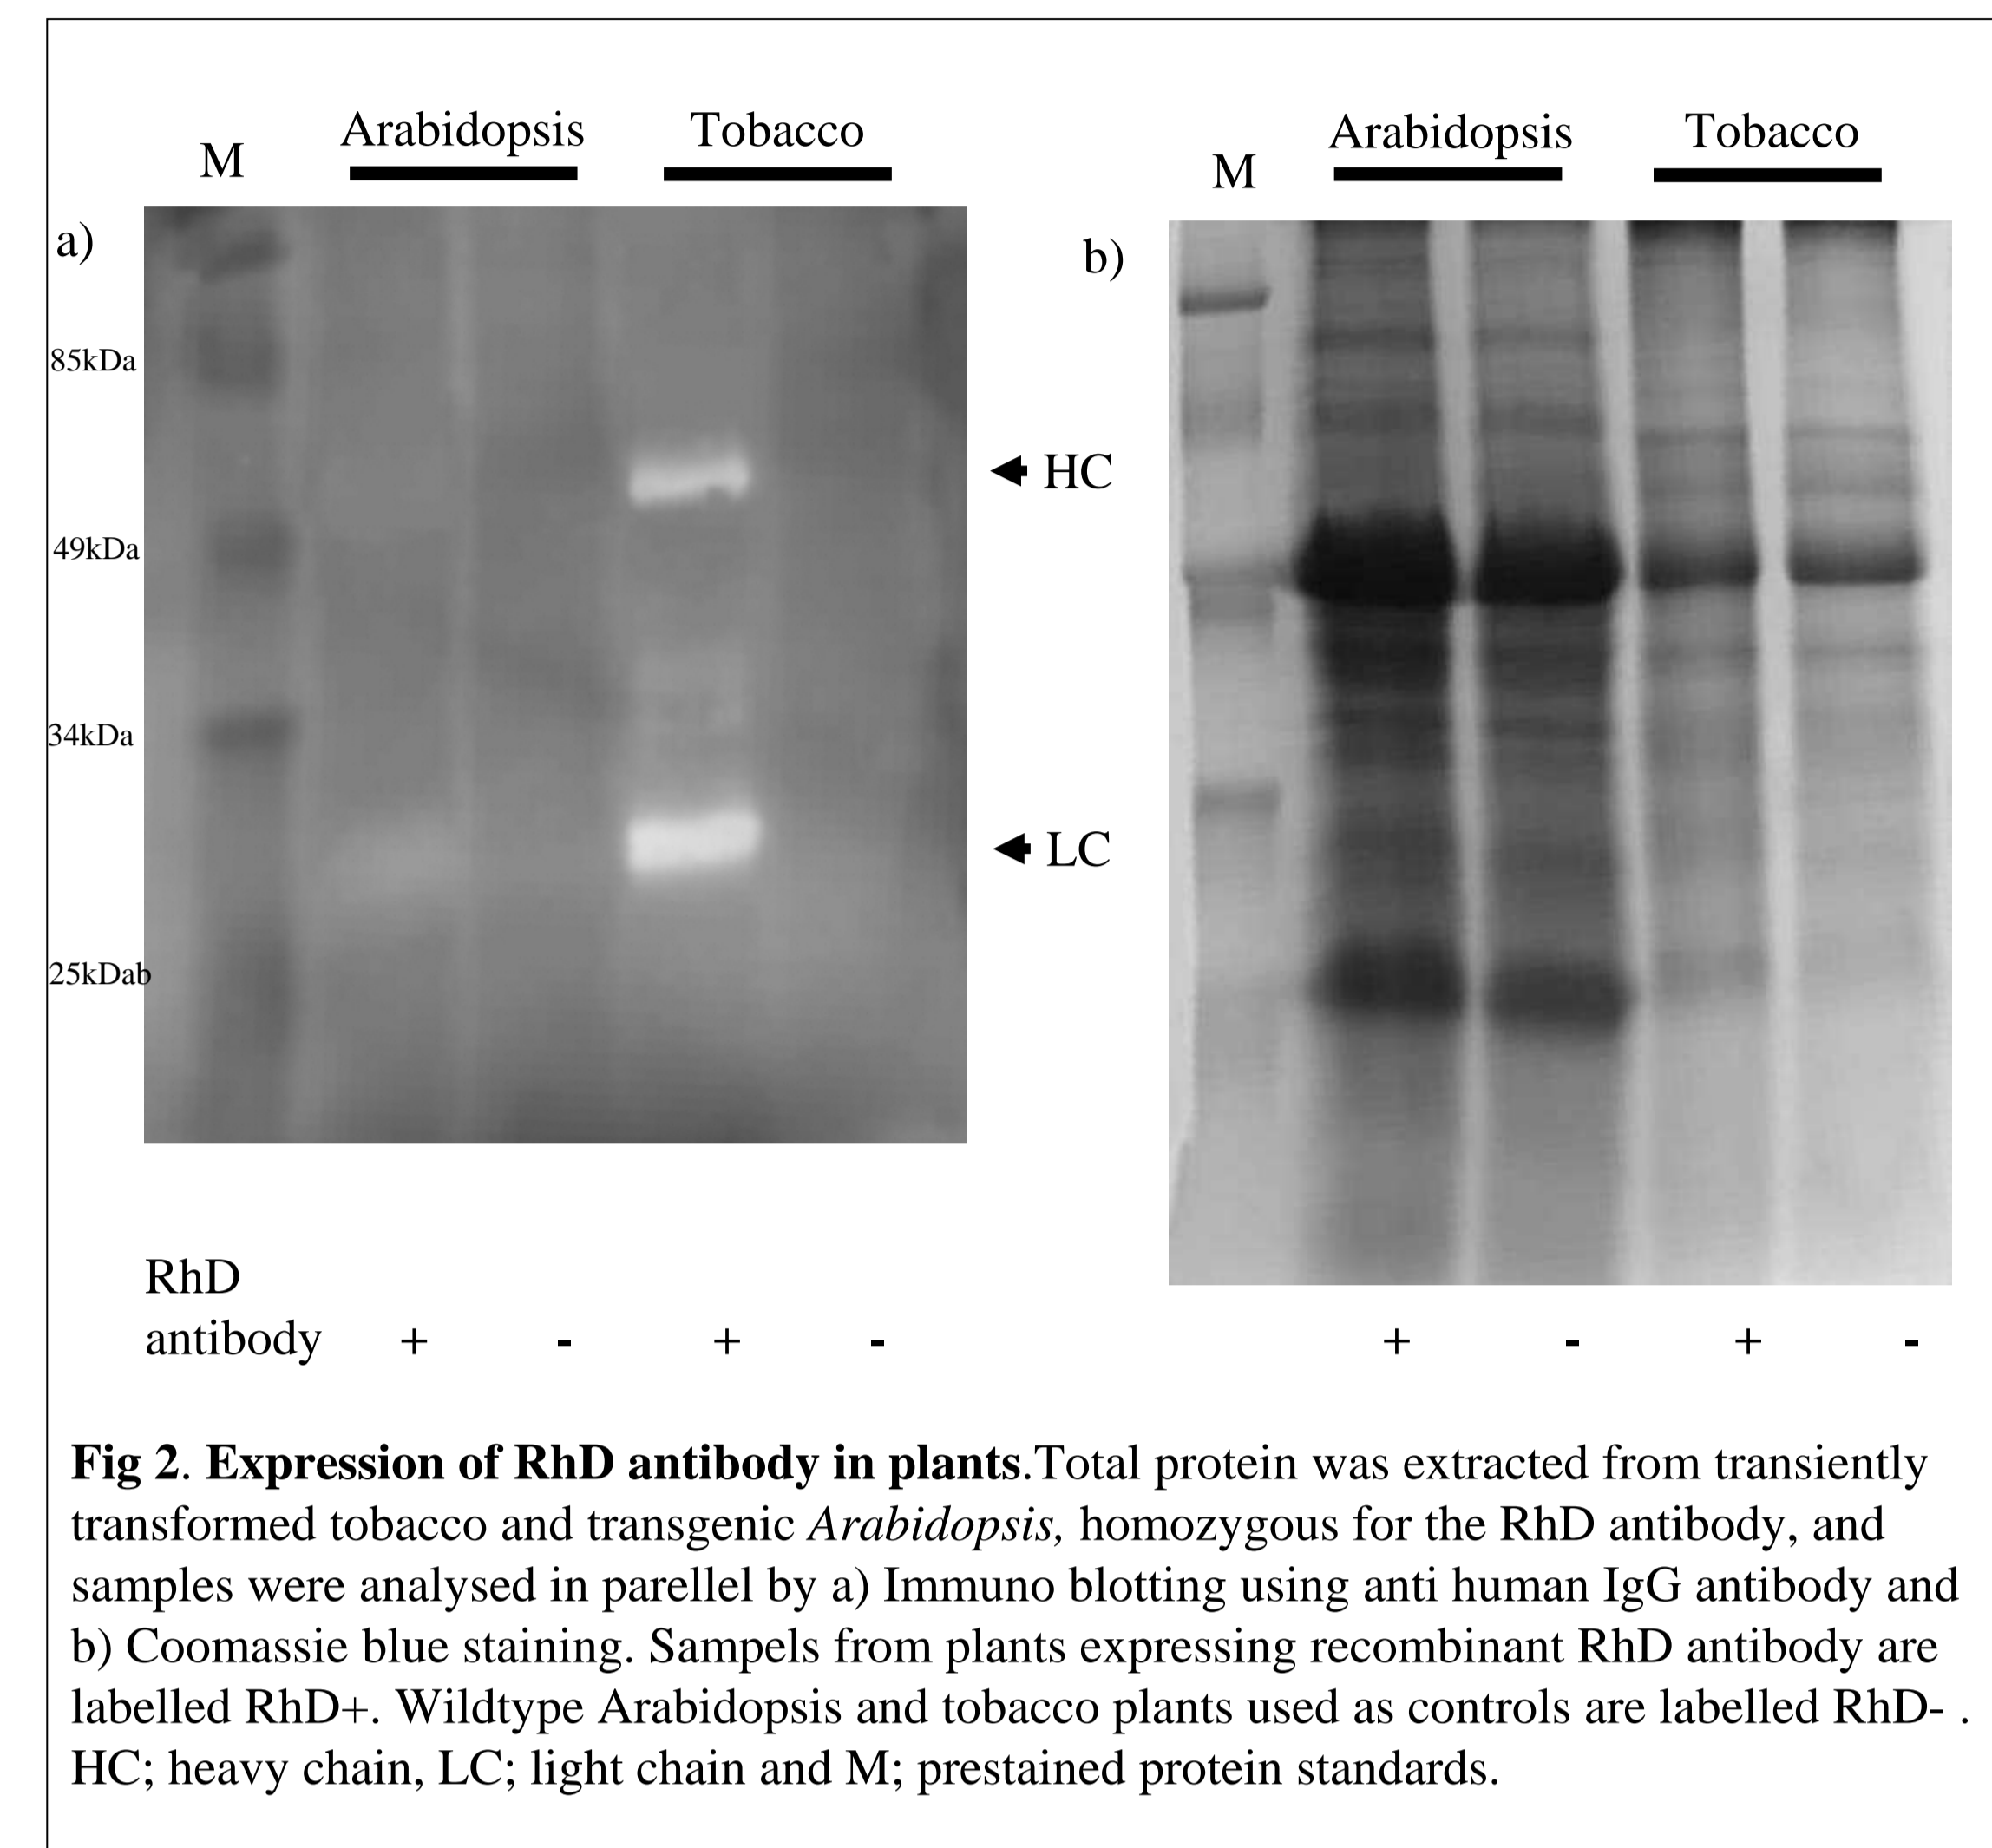 Arabidopsis Tobacco
M
Arabidopsis Tobacco
M
a)
b)
85kDa
HC
49kDa
34kDa
LC
25kDab
RhD
antibody + - + -
+ - + -
Fig 2. Expression of RhD antibody in plants.Total protein was extracted from transiently
transformed tobacco and transgenic Arabidopsis, homozygous for the RhD antibody, and
samples were analysed in parellel by a) Immuno blotting using anti human IgG antibody and
b) Coomassie blue staining. Sampels from plants expressing recombinant RhD antibody are
labelled RhD+. Wildtype Arabidopsis and tobacco plants used as controls are labelled RhD- .
HC; heavy chain, LC; light chain and M; prestained protein standards.